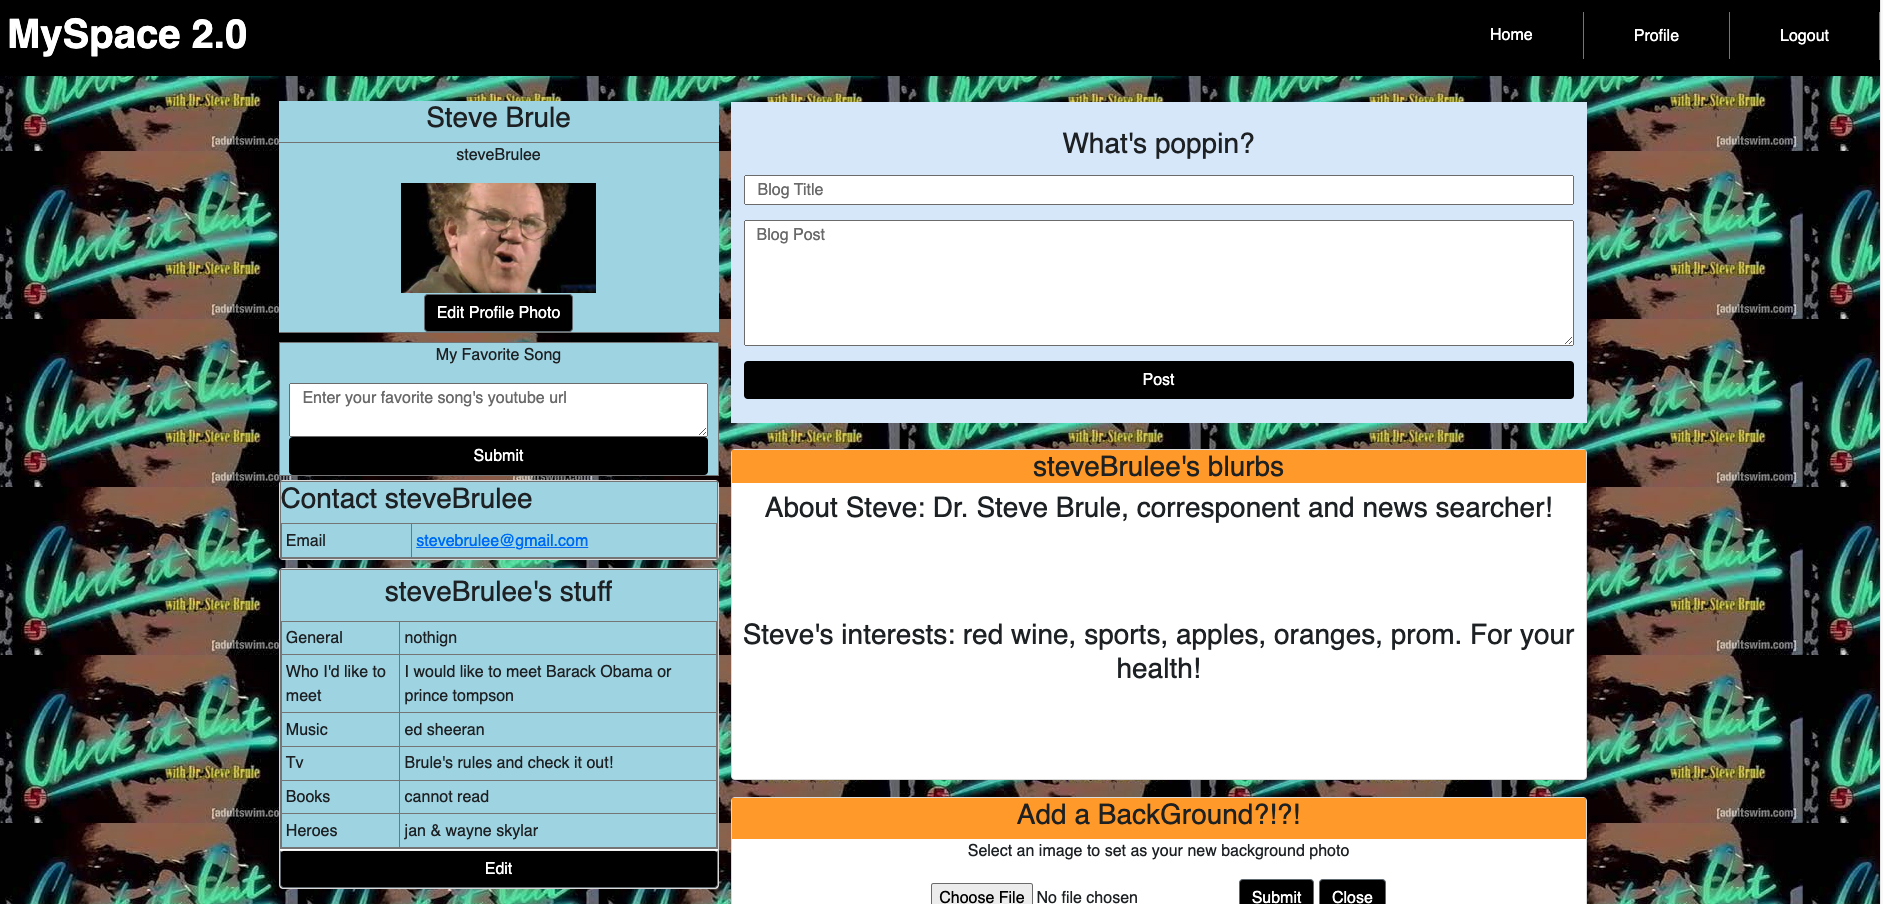 MySpace 2.0
Home
Profile
Logout
Steve Brule
steveBrulee
Edit Profile Photo
My Favorite Song
Enter your favorite song's youtube url
Submit
Contact steveBrulee
Email stevebrulee@gmail.com
steveBrulee's stuff
General nothign
Who I'd like to
meet
I would like to meet Barack Obama or
prince tompson
Music ed sheeran
Tv Brule's rules and check it out!
Books cannot read
Heroes jan & wayne skylar
Edit
What's poppin?
Blog Title
Blog Post
Post
steveBrulee's blurbs
About Steve: Dr. Steve Brule, corresponent and news searcher!
Steve's interests: red wine, sports, apples, oranges, prom. For your
health!
Add a BackGround?!?!
Select an image to set as your new background photo
Choose File No file chosen
Submit
Close
Check it Out
with Dr. Steve Brule
[adultswim.com]